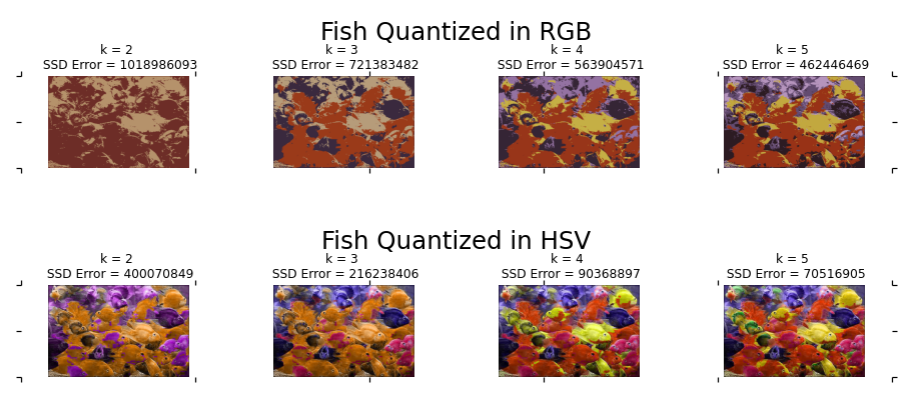 Fish Quantized in RGB
k = 2
SSD Error = 1018986093
k = 3
SSD Error = 721383482
k = 4
SSD Error = 563904571
k = 5
SSD Error = 462446469
Fish Quantized in HSV
k = 2
SSD Error = 400070849
k = 3
SSD Error = 216238406
k = 4
SSD Error = 90368897
k = 5
SSD Error = 70516905